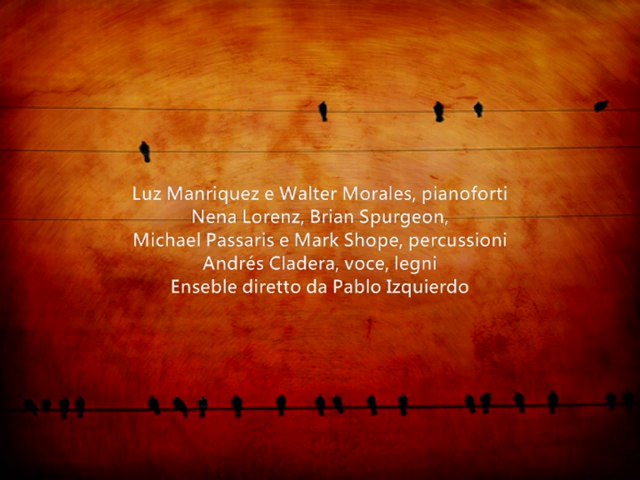 Luz Manriquez e Walter Morales, pianoforti
Nena Lorenz, Brian Spurgeon,
Michael Passaris e Mark Shope, percussioni
Andrés Cladera, voce, legni
Enseble diretto da Pablo Izquierdo